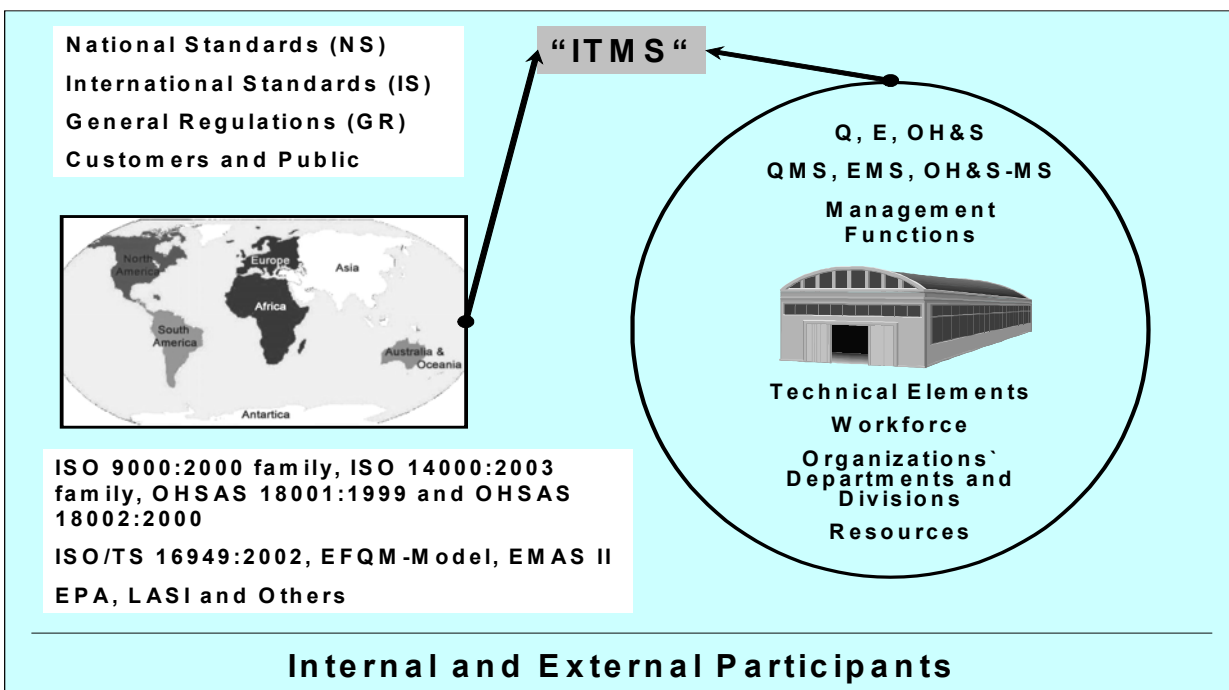 National Standards (NS)
International Standards (IS)
General Regulations (GR)
Customers and Public
“ITMS“
Q, E, OH&S
QMS, EMS, OH&S-MS
Management
Functions
North
America
Europe
Asia
Africa
South
America
Australia &
Oceania
Antartica
Technical Elements
Workforce
Organizations`
Departments and
Divisions
Resources
ISO 9000:2000 family, ISO 14000:2003
family, OHSAS 18001:1999 and OHSAS
18002:2000
ISO/TS 16949:2002, EFQM-Model, EMAS II
EPA, LASI and Others
Internal and External Participants